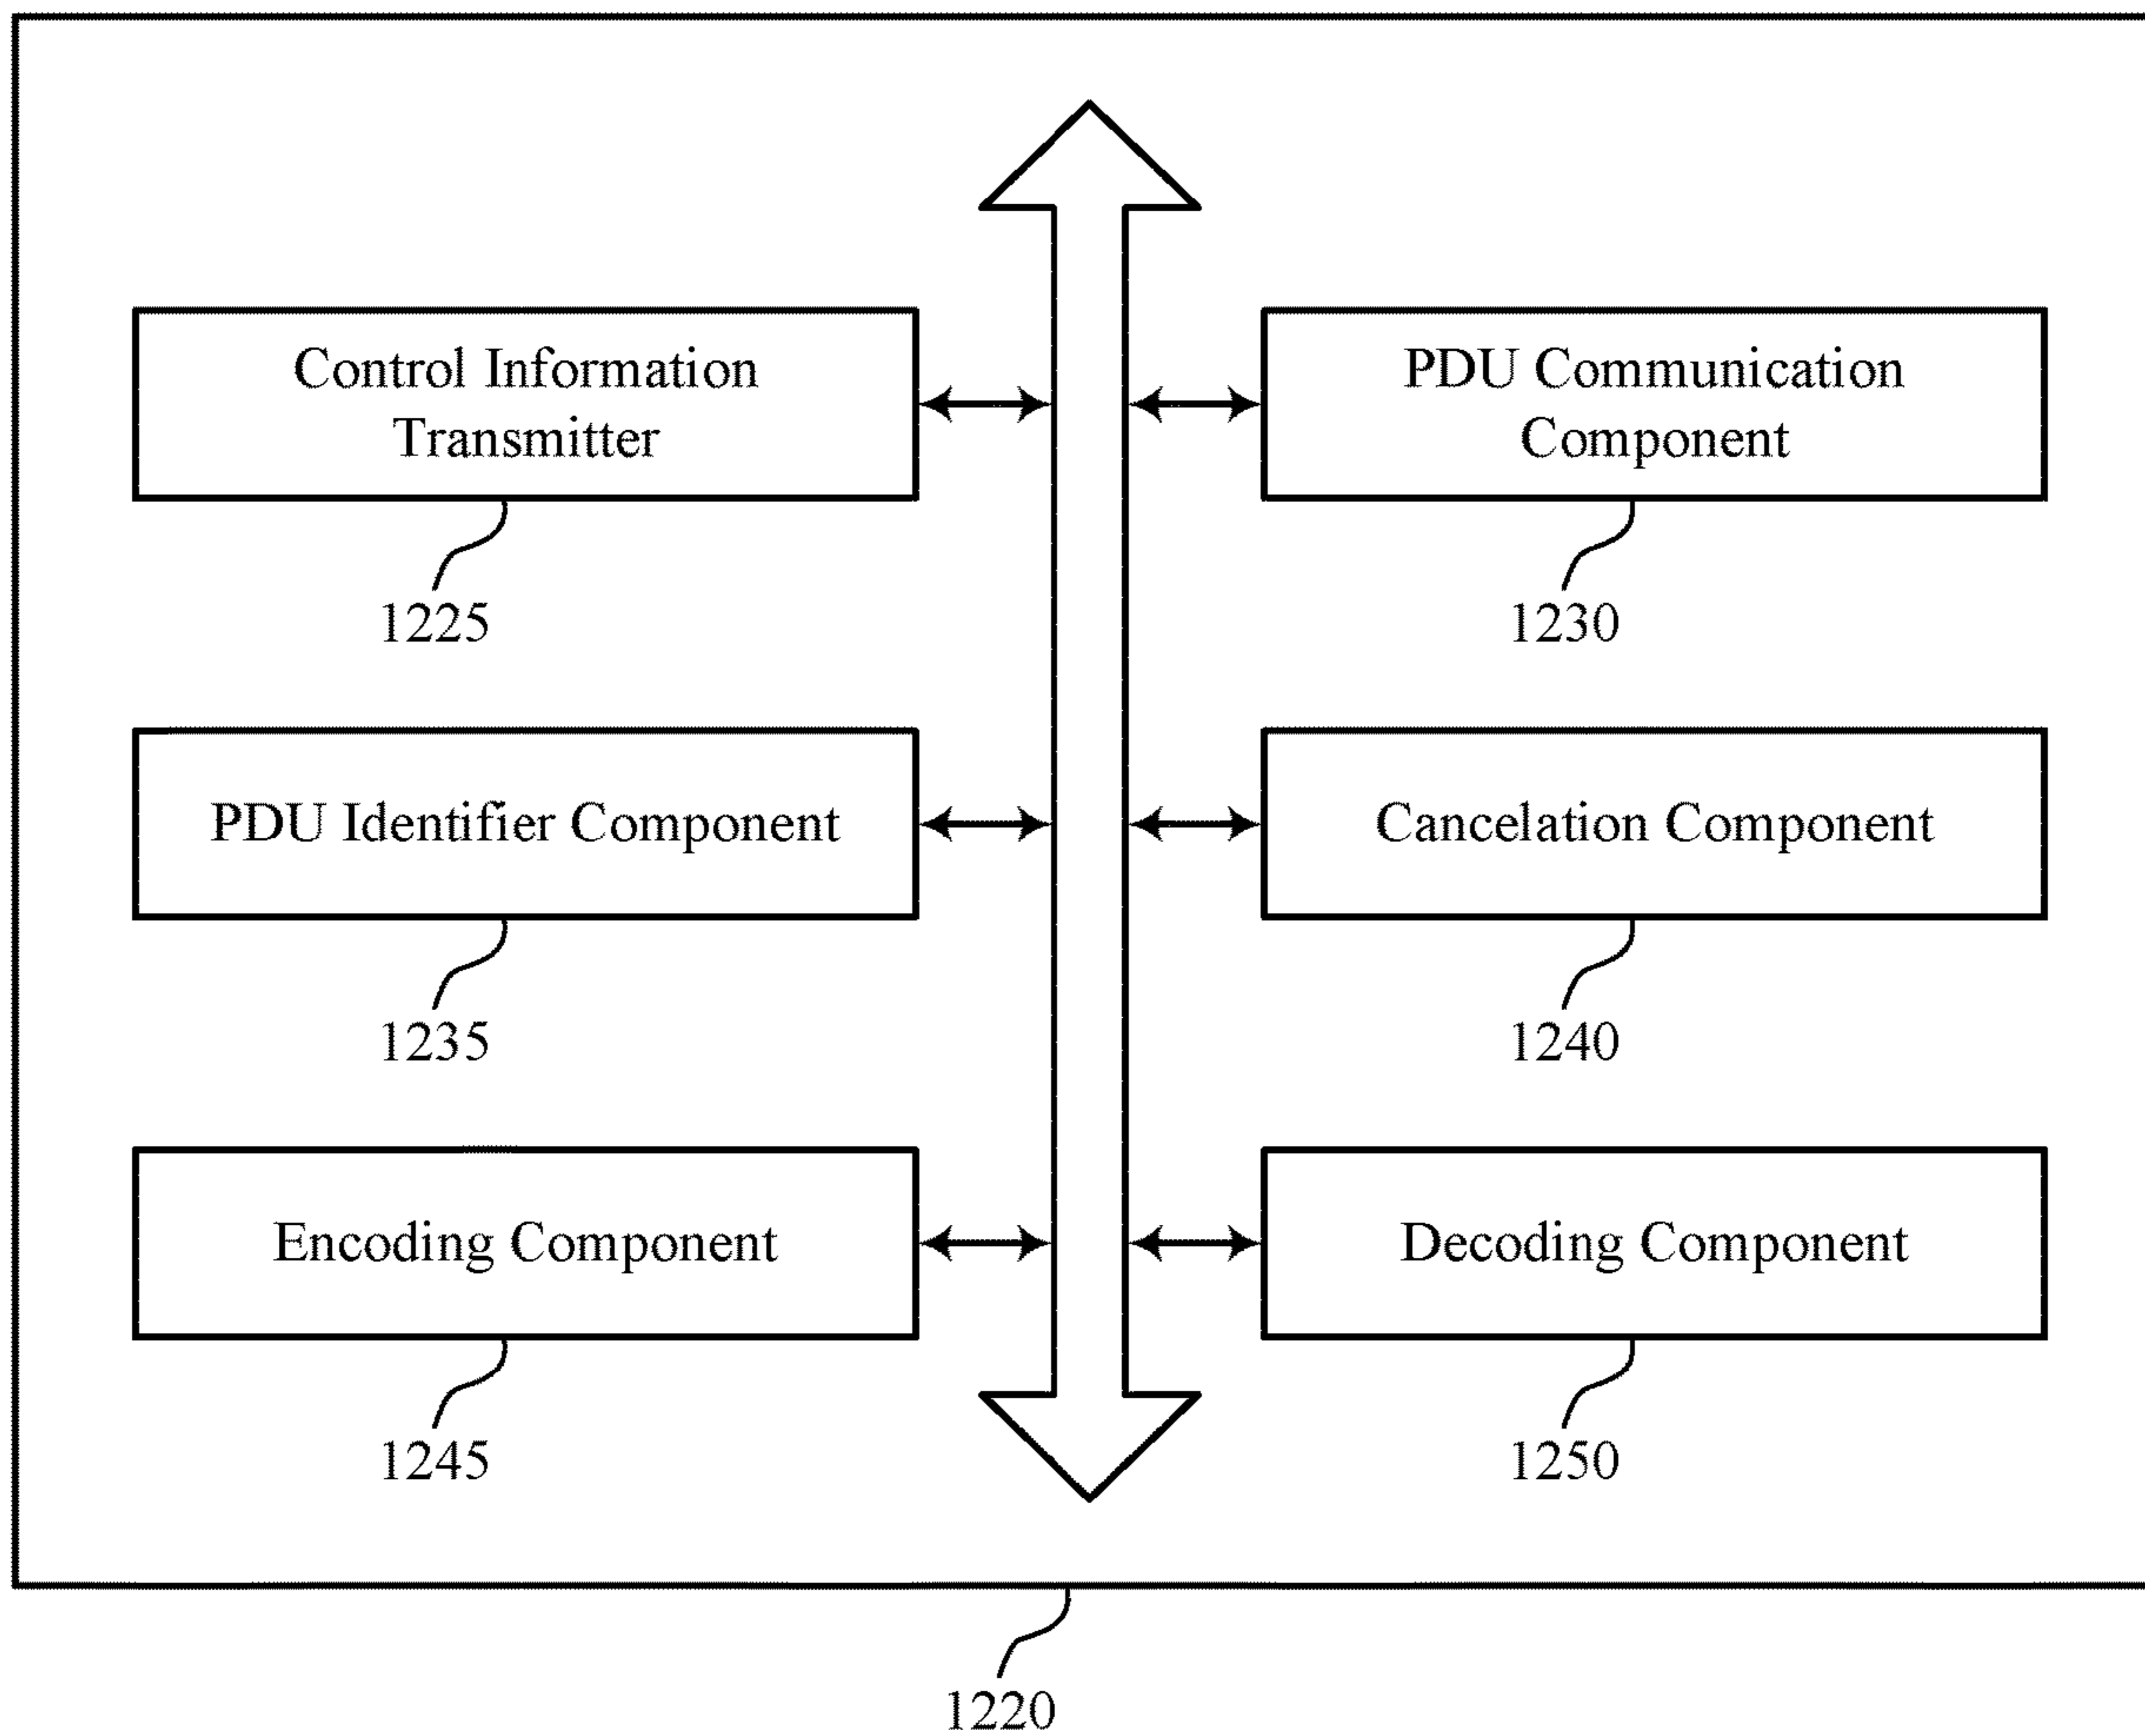 Control Information
Transmitter
1225
PDU Communication
Component
1230
PDU Identifier Component
1235
Cancelation Component
1240
Encoding Component
1245
Decoding Component
1250
1220